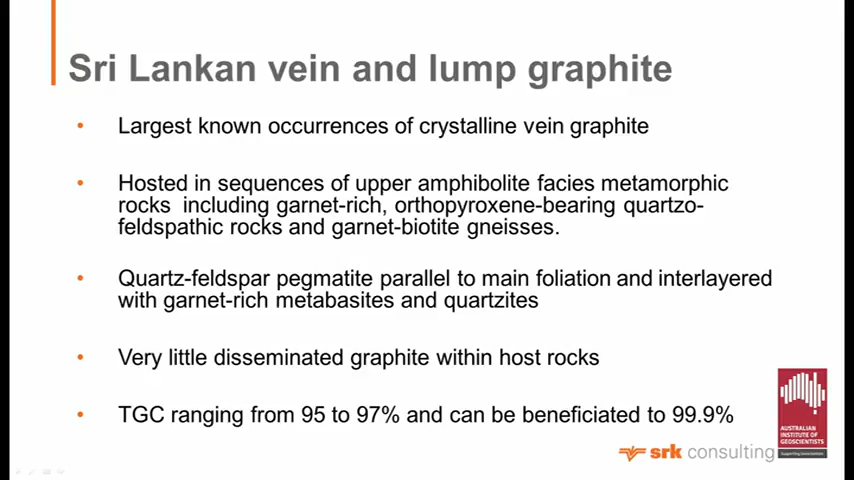 Sri Lankan vein and lump graphite
• Largest known occurrences of crystalline vein graphite
• Hosted in sequences of upper amphibolite facies metamorphic
rocks including garnet-rich, orthopyroxene-bearing quartzo-
feldspathic rocks and garnet-biotite gneisses.
• Quartz-feldspar pegmatite parallel to main foliation and interlayered
with garnet-rich metabasites and quartzites
• Very little disseminated graphite within host rocks
• TGC ranging from 95 to 97% and can be beneficiated to 99.9%
AUSTRALIAN
INSTITUTE OF
GEOSCIENTISTS
Supporting Geoscientists
srk consulting